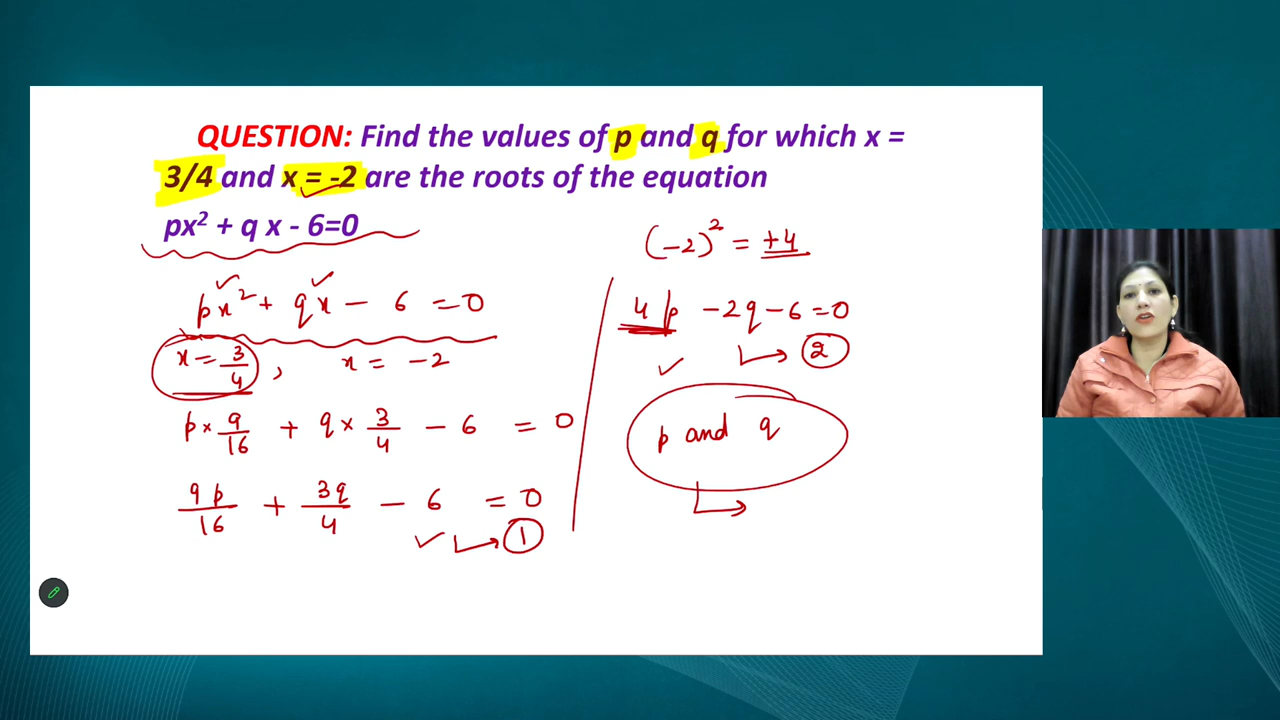 QUESTION: Find the values of p and q for which x =
3/4 and x = -2 are the roots of the equation
px² + q x - 6=0
px² + qx - 6 = 0
x = 3/4 , x = -2
p × 9/16 + q × 3/4 - 6 = 0
9p/16 + 3q/4 - 6 = 0
1
(-2)² = +4
4p - 2q - 6 = 0
2
p and q